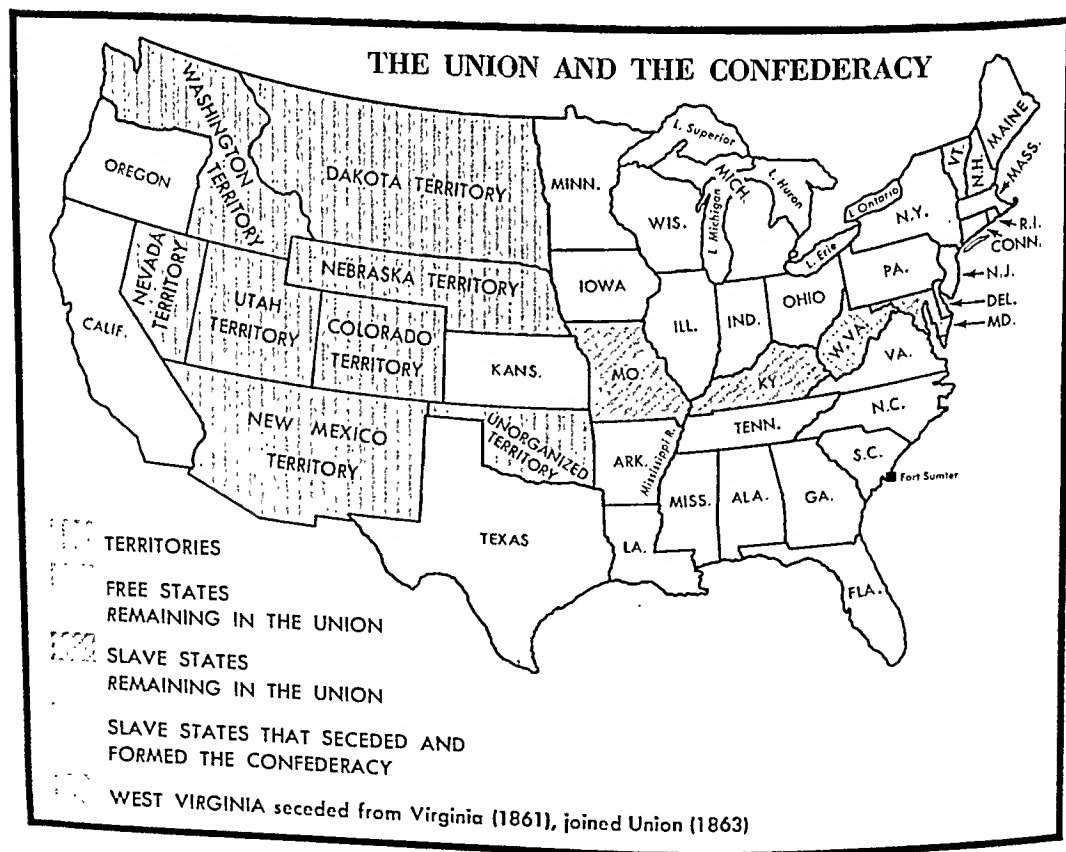 THE UNION AND THE CONFEDERACY
WASHINGTON
TERRITORY
OREGON
DAKOTA TERRITORY
MINN.
L. Superior
MICH.
L. Huron
L. Michigan
WIS.
L. Ontario
L. Erie
N.Y.
VT.
N.H.
MAINE
MASS.
R.I.
CONN.
N.J.
DEL.
MD.
PA.
NEVADA
TERRITORY
CALIF.
UTAH
TERRITORY
NEBRASKA TERRITORY
COLORADO
TERRITORY
IOWA
ILL.
IND.
OHIO
KANS.
MO.
KY.
W. VA.
VA.
N.C.
TENN.
S.C.
Fort Sumter
NEW MEXICO
TERRITORY
UNORGANIZED
TERRITORY
ARK.
Mississippi R.
MISS.
ALA.
GA.
TEXAS
LA.
FLA.
TERRITORIES
FREE STATES
REMAINING IN THE UNION
SLAVE STATES
REMAINING IN THE UNION
SLAVE STATES THAT SECEDED AND
FORMED THE CONFEDERACY
WEST VIRGINIA seceded from Virginia (1861), joined Union (1863)